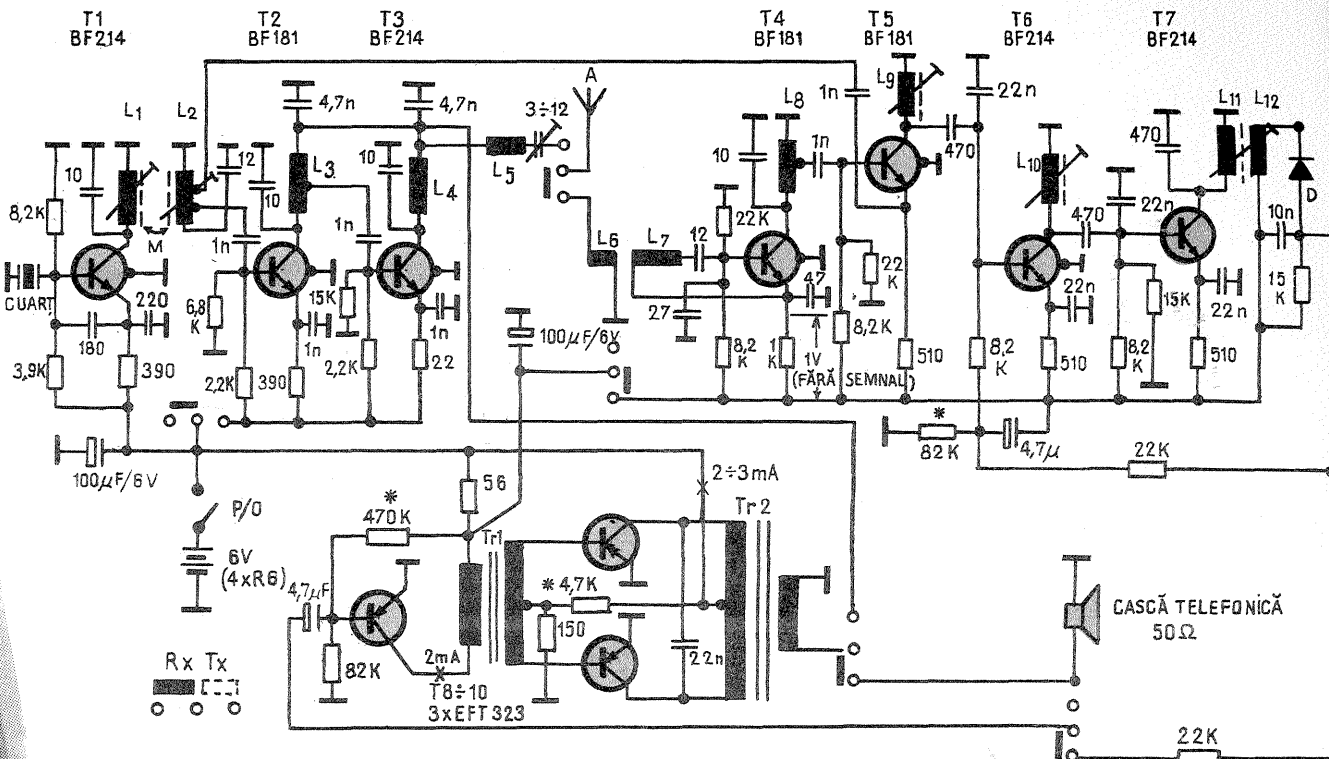 T1
BF214
T2
BF181
T3
BF214
T4
BF181
T5
BF181
T6
BF214
T7
BF214
L1
L2
4,7n
4,7n
A
3÷12
1n
L9
22n
L8
L11
L12
10
12
10
L3
10
L4
L5
10
1n
470
L10
470
8,2K
M
1n
1n
22K
470
22n
D
10n
CUARȚ
220
180
6,8K
15K
1n
1n
L6
L7
12
47
27
22K
8,2K
22n
15K
22n
15K
3,9K
390
2,2K
390
2,2K
22
100µF/6V
8,2K
1K
1V
(FĂRĂ SEMNAL)
510
8,2K
510
8,2K
510
100µF/6V
*
82K
4,7µ
22K
P/O
6V
(4xR6)
*
470K
56
Tr1
2÷3mA
Tr2
4,7µF
* 4,7K
150
82K
2mA
22n
T8÷10
3xEFT323
CASCĂ TELEFONICĂ
50Ω
Rx Tx
22K